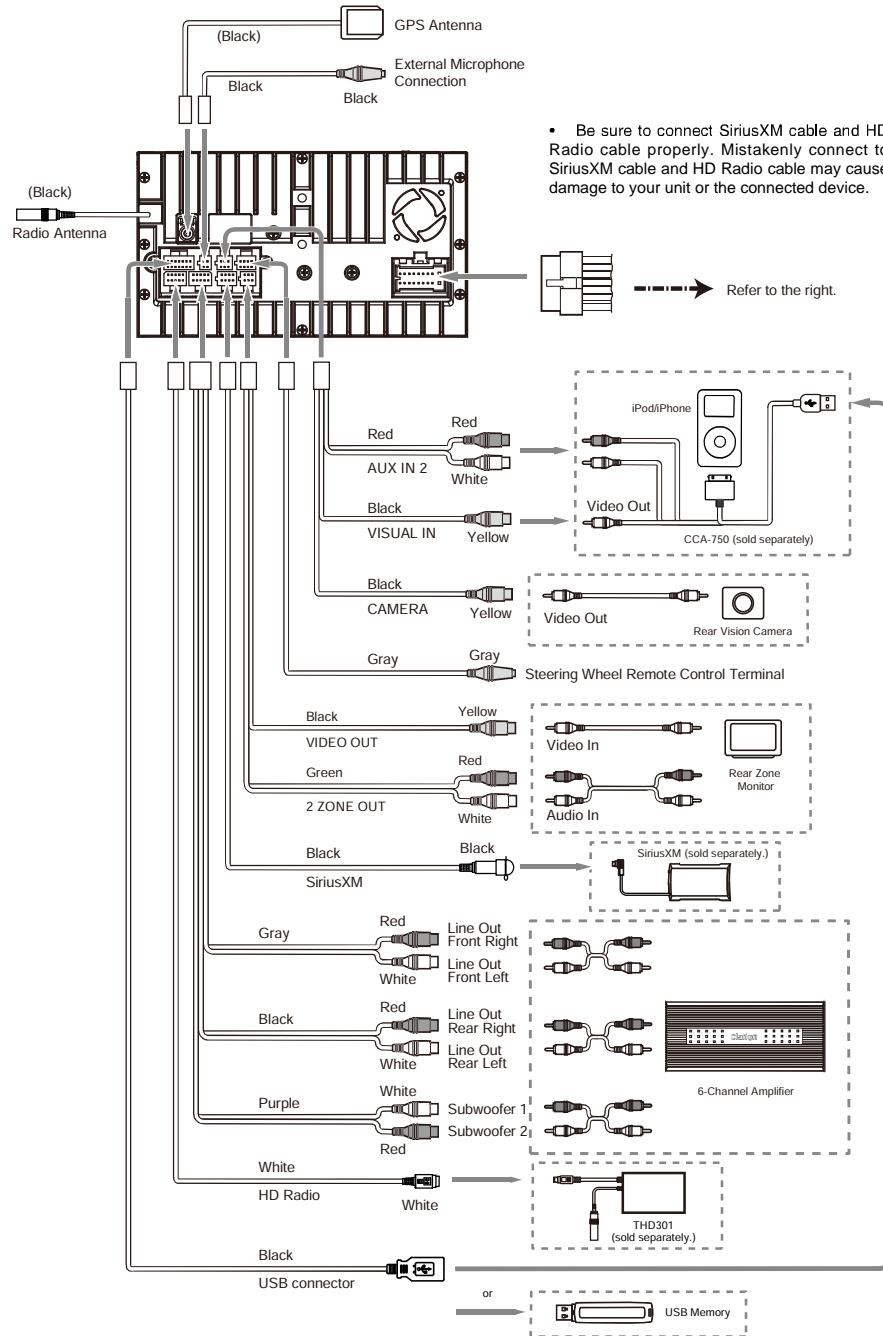 GPS Antenna
(Black)
External Microphone
Connection
Black
Black
• Be sure to connect SiriusXM cable and HD
Radio cable properly. Mistakenly connect to
SiriusXM cable and HD Radio cable may cause
damage to your unit or the connected device.
(Black)
Radio Antenna
Refer to the right.
iPod/iPhone
Red
Red
AUX IN 2
White
Video Out
Black
VISUAL IN
Yellow
CCA-750 (sold separately)
Black
CAMERA
Yellow
Video Out
Rear Vision Camera
Gray
Gray
Steering Wheel Remote Control Terminal
Black
Yellow
VIDEO OUT
Video In
Red
Green
2 ZONE OUT
White
Audio In
Rear Zone
Monitor
Black
Black
SiriusXM
SiriusXM (sold separately.)
Gray
Red
Line Out
Front Right
White
Line Out
Front Left
Black
Red
Line Out
Rear Right
White
Line Out
Rear Left
Clarion
6-Channel Amplifier
Purple
White
Subwoofer 1
Subwoofer 2
Red
White
HD Radio
White
THD301
(sold separately.)
Black
USB connector
or
USB Memory